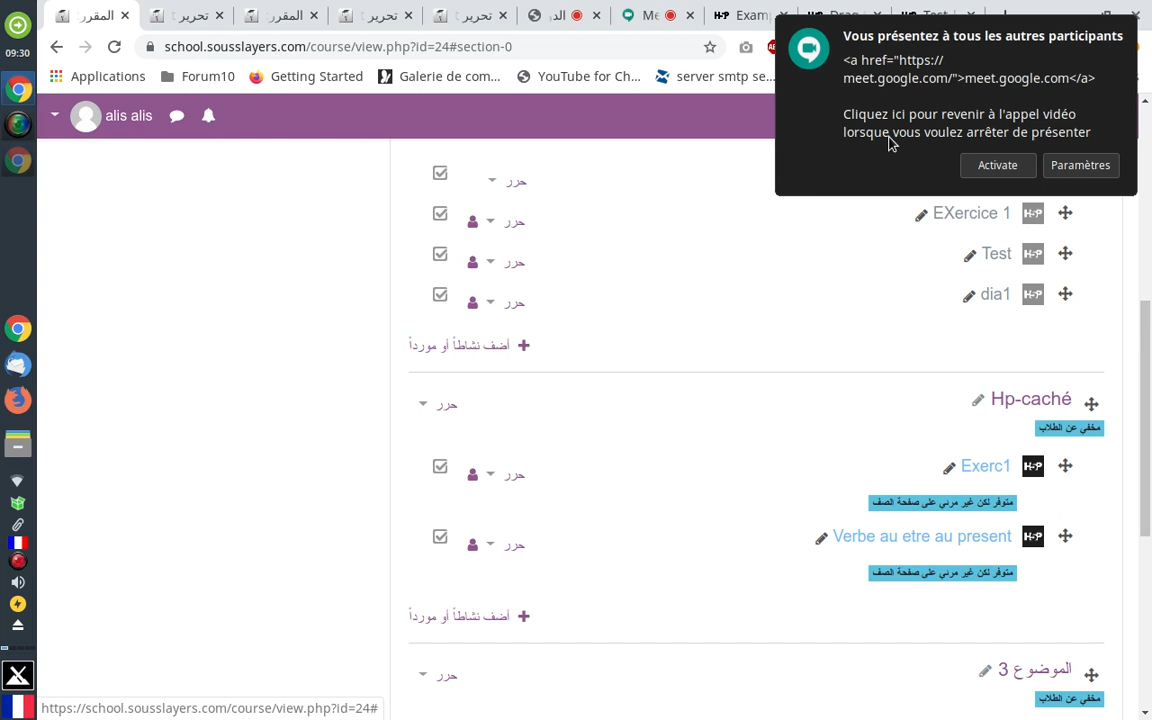 المقرر
تحرير
المقرر
تحرير
تحرير
الد
Me
H-P Exam
09:30
school.sousslayers.com/course/view.php?id=24#section-0
Applications
Forum10
Getting Started
Galerie de com...
YouTube for Ch...
server smtp se...
Vous présentez à tous les autres participants
<a href="https://
meet.google.com/">meet.google.com</a>
Cliquez ici pour revenir à l'appel vidéo
lorsque vous voulez arrêter de présenter
Activate
Paramètres
alis alis
حرر
EXercice 1
حرر
Test
حرر
dia1
حرر
أضف نشاطاً أو مورداً
Hp-caché
حرر
مخفي عن الطلاب
Exerc1
حرر
متوفر لكن غير مرئي على صفحة الصف
Verbe au etre au present
حرر
متوفر لكن غير مرئي على صفحة الصف
أضف نشاطاً أو مورداً
الموضوع 3
حرر
مخفي عن الطلاب
https://school.sousslayers.com/course/view.php?id=24#